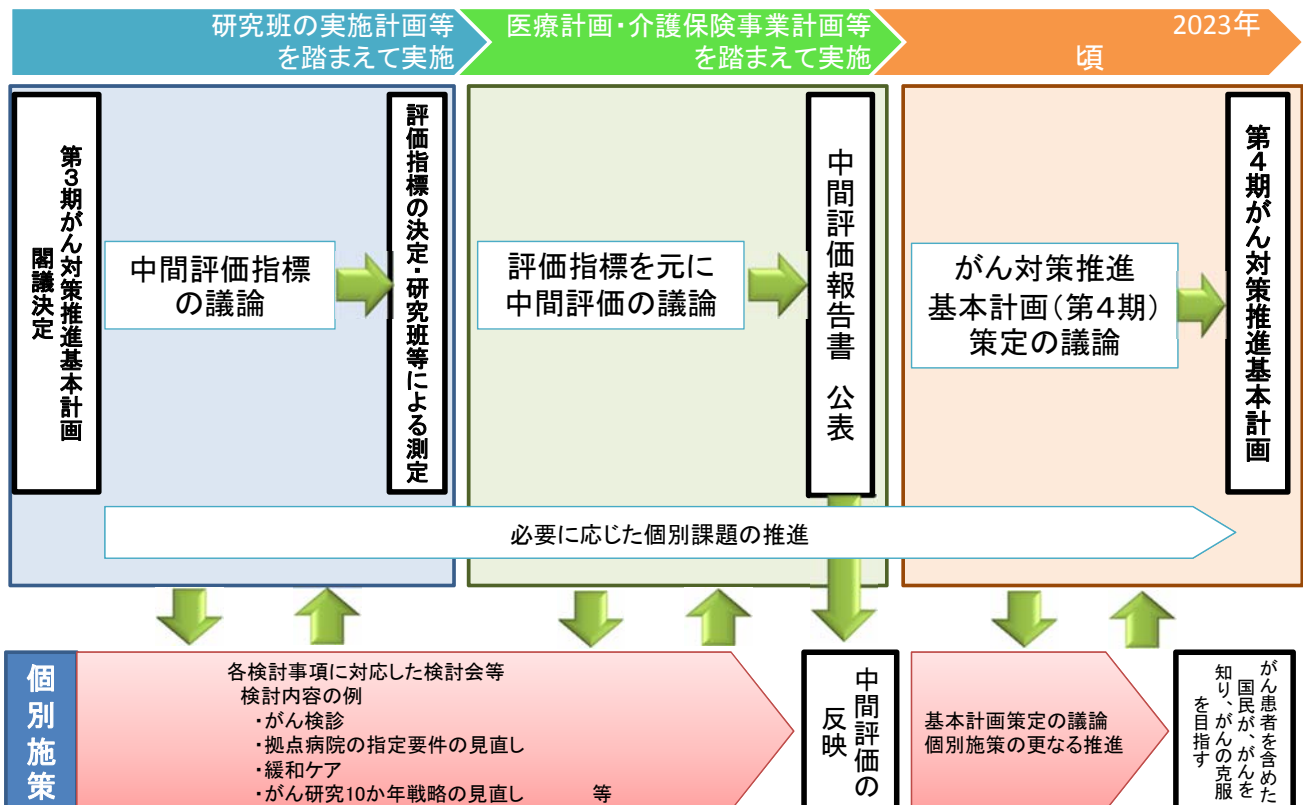 研究班の実施計画等
を踏まえて実施
医療計画・介護保険事業計画等
を踏まえて実施
2023年
頃
第3期がん対策推進基本計画
閣議決定
中間評価指標
の議論
評価指標の決定・研究班等による測定
評価指標を元に
中間評価の議論
中間評価報告書 公表
がん対策推進
基本計画(第4期)
策定の議論
第4期がん対策推進基本計画
必要に応じた個別課題の推進
個別施策
各検討事項に対応した検討会等
検討内容の例
・がん検診
・拠点病院の指定要件の見直し
・緩和ケア
・がん研究10か年戦略の見直し 等
中間評価の
反映
基本計画策定の議論
個別施策の更なる推進
がん患者を含めた
国民が、がんを
知り、がんの克服
を目指す